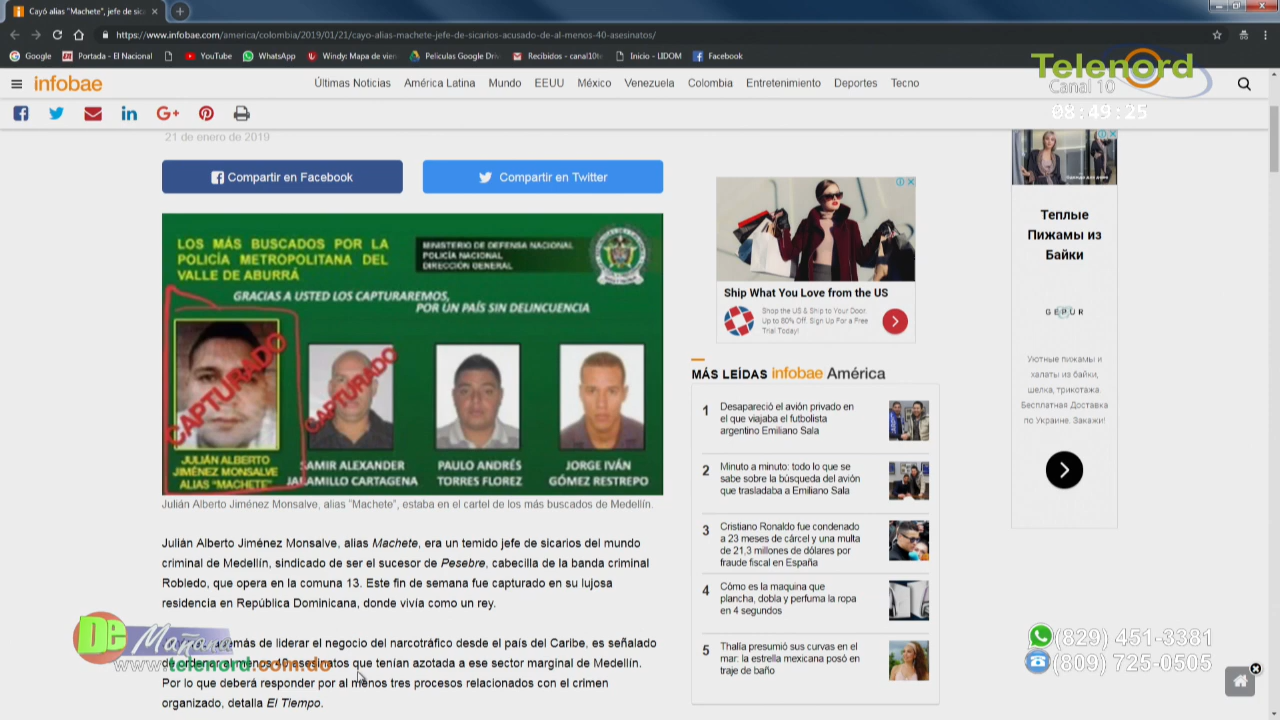 Cayó alias "Machete", jefe de sica
https://www.infobae.com/america/colombia/2019/01/21/cayo-alias-machete-jefe-de-sicarios-acusado-de-al-menos-40-asesinatos/
Google
Portada - El Nacional
YouTube
WhatsApp
Windy: Mapa de vien
Peliculas Google Driv
Recibidos - canal10te
Inicio - LIDOM
Facebook
Telenord
Canal 10
08:49:25
infobae
Últimas Noticias
América Latina
Mundo
EEUU
México
Venezuela
Colombia
Entretenimiento
Deportes
Tecno
21 de enero de 2019
Compartir en Facebook
Compartir en Twitter
LOS MÁS BUSCADOS POR LA
POLICÍA METROPOLITANA DEL
VALLE DE ABURRÁ
MINISTERIO DE DEFENSA NACIONAL
POLICÍA NACIONAL
DIRECCIÓN GENERAL
GRACIAS A USTED LOS CAPTURAREMOS,
POR UN PAÍS SIN DELINCUENCIA
CAPTURADO
CAPTURADO
JULIÁN ALBERTO
JIMÉNEZ MONSALVE
ALIAS "MACHETE"
SAMIR ALEXANDER
JARAMILLO CARTAGENA
PAULO ANDRÉS
TORRES FLOREZ
JORGE IVÁN
GÓMEZ RESTREPO
Julián Alberto Jiménez Monsalve, alias "Machete", estaba en el cartel de los más buscados de Medellín.
Julián Alberto Jiménez Monsalve, alias Machete, era un temido jefe de sicarios del mundo
criminal de Medellín, sindicado de ser el sucesor de Pesebre, cabecilla de la banda criminal
Robledo, que opera en la comuna 13. Este fin de semana fue capturado en su lujosa
residencia en República Dominicana, donde vivía como un rey.
más de liderar el negocio del narcotráfico desde el país del Caribe, es señalado
de ordenar al menos 40 asesinatos que tenían azotada a ese sector marginal de Medellín.
Por lo que deberá responder por al menos tres procesos relacionados con el crimen
organizado, detalla El Tiempo.
De Mañana
www.telenord.com.do
Ship What You Love from the US
Shop the US & Ship to Your Door.
Up to 80% Off. Sign Up For a Free
Trial Today!
MÁS LEÍDAS infobae América
1
Desapareció el avión privado en
el que viajaba el futbolista
argentino Emiliano Sala
2
Minuto a minuto: todo lo que se
sabe sobre la búsqueda del avión
que trasladaba a Emiliano Sala
3
Cristiano Ronaldo fue condenado
a 23 meses de cárcel y una multa
de 21,3 millones de dólares por
fraude fiscal en España
4
Cómo es la maquina que
plancha, dobla y perfuma la ropa
en 4 segundos
5
Thalía presumió sus curvas en el
mar: la estrella mexicana posó en
traje de baño
Теплые
Пижамы из
Байки
GEPUR
Уютные пижамы и
халаты из байки,
шелка, трикотажа.
Бесплатная Доставка
по Украине. Закажи!
(829) 451-3381
(809) 725-0505